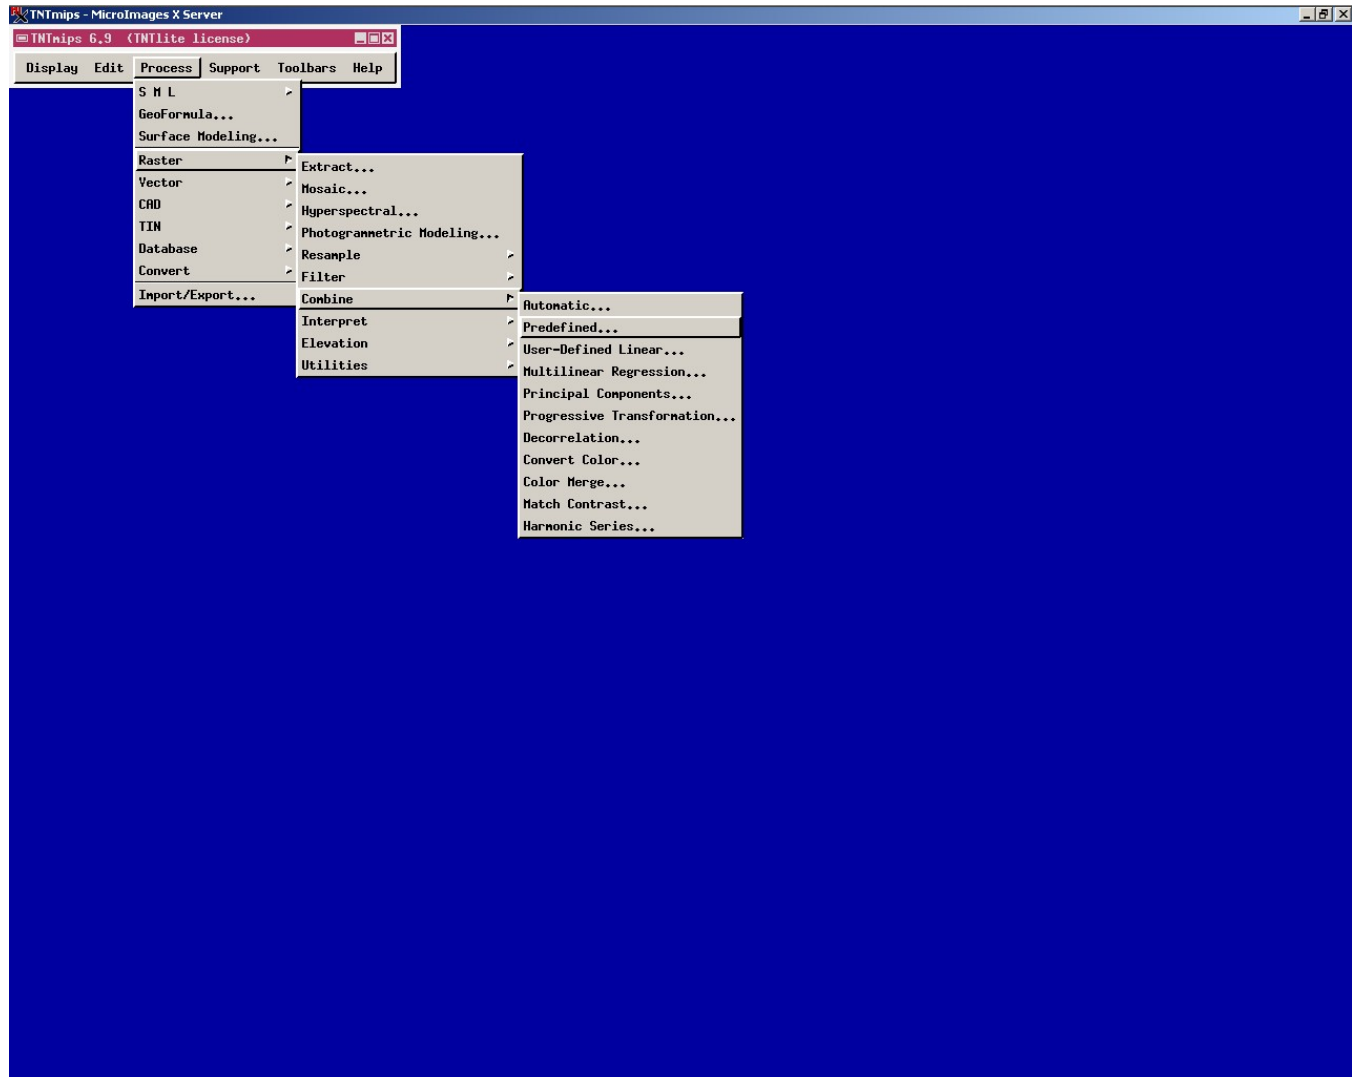 TNTmips - MicroImages X Server
TNTmips 6.9 (TNTlite license)
Display Edit Process Support Toolbars Help
S M L
GeoFormula...
Surface Modeling...
Raster
Vector
CAD
TIN
Database
Convert
Import/Export...
Extract...
Mosaic...
Hyperspectral...
Photogrammetric Modeling...
Resample
Filter
Combine
Interpret
Elevation
Utilities
Automatic...
Predefined...
User-Defined Linear...
Multilinear Regression...
Principal Components...
Progressive Transformation...
Decorrelation...
Convert Color...
Color Merge...
Match Contrast...
Harmonic Series...